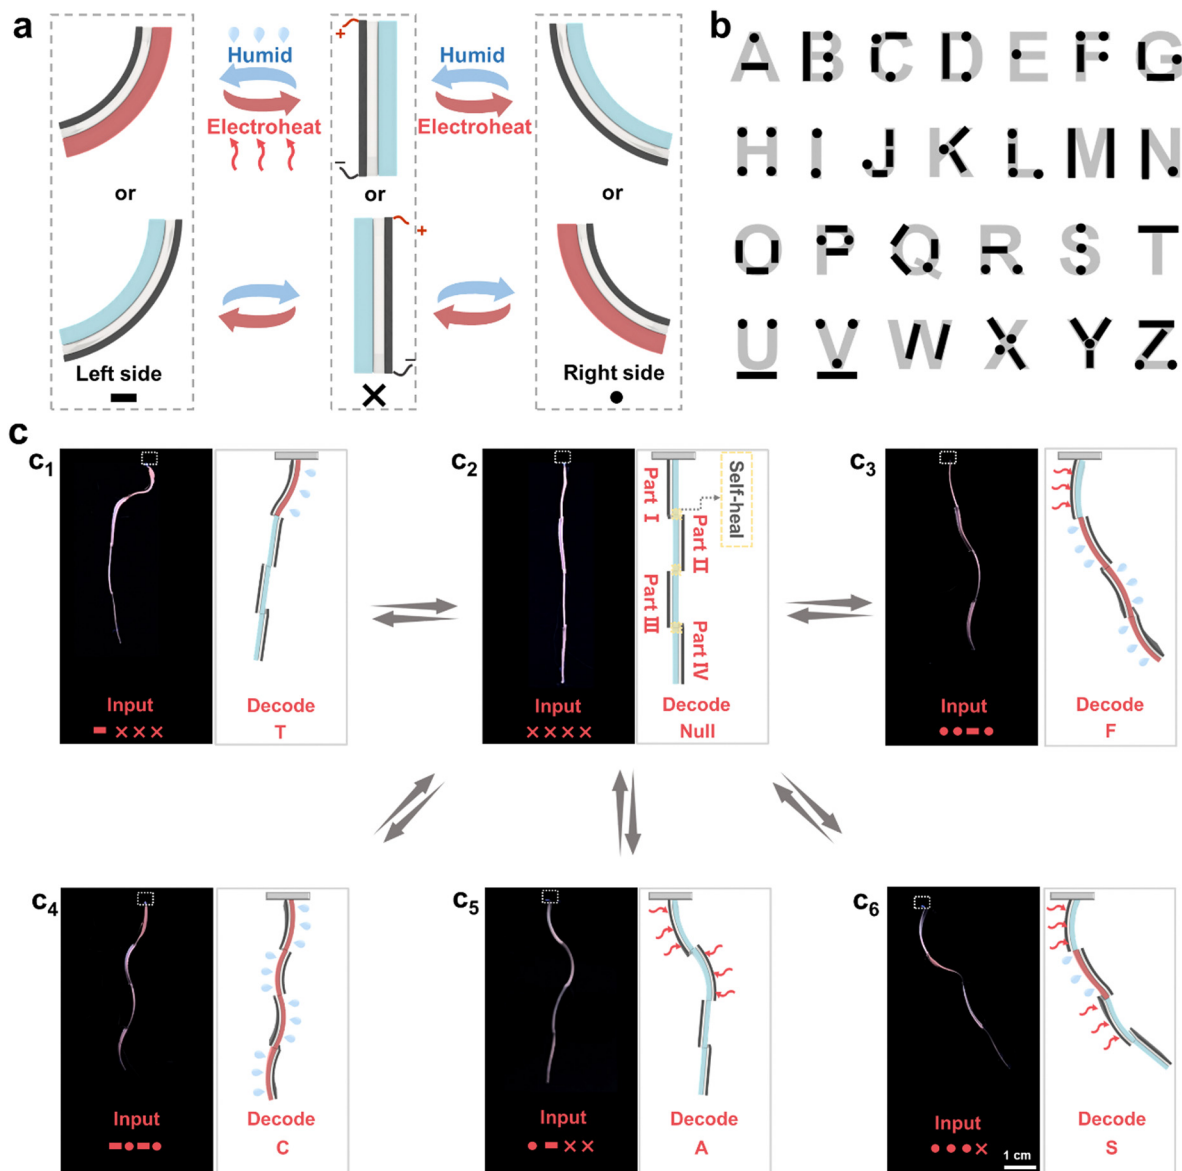 a
Humid
Electroheat
+
−
Humid
Electroheat
or
or
or
+
−
Left side
Right side
b
A B C D E F G
H I J K L M N
O P Q R S T
U V W X Y Z
c
c1
Input
Decode
T
c2
Part I
Part II
Part III
Part IV
Self-heal
Input
Decode
Null
c3
Input
Decode
F
c4
Input
Decode
C
c5
Input
Decode
A
c6
Input
1 cm
Decode
S